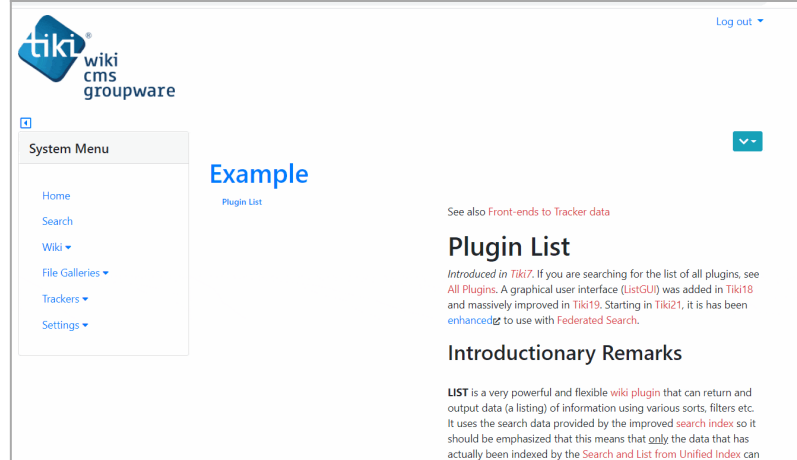 Log out
tiki®
wiki
cms
groupware
System Menu
Home
Search
Wiki
File Galleries
Trackers
Settings
Example
Plugin List
See also Front-ends to Tracker data
Plugin List
Introduced in Tiki7. If you are searching for the list of all plugins, see
All Plugins. A graphical user interface (ListGUI) was added in Tiki18
and massively improved in Tiki19. Starting in Tiki21, it is has been
enhanced to use with Federated Search.
Introductionary Remarks
LIST is a very powerful and flexible wiki plugin that can return and
output data (a listing) of information using various sorts, filters etc.
It uses the search data provided by the improved search index so it
should be emphasized that this means that only the data that has
actually been indexed by the Search and List from Unified Index can